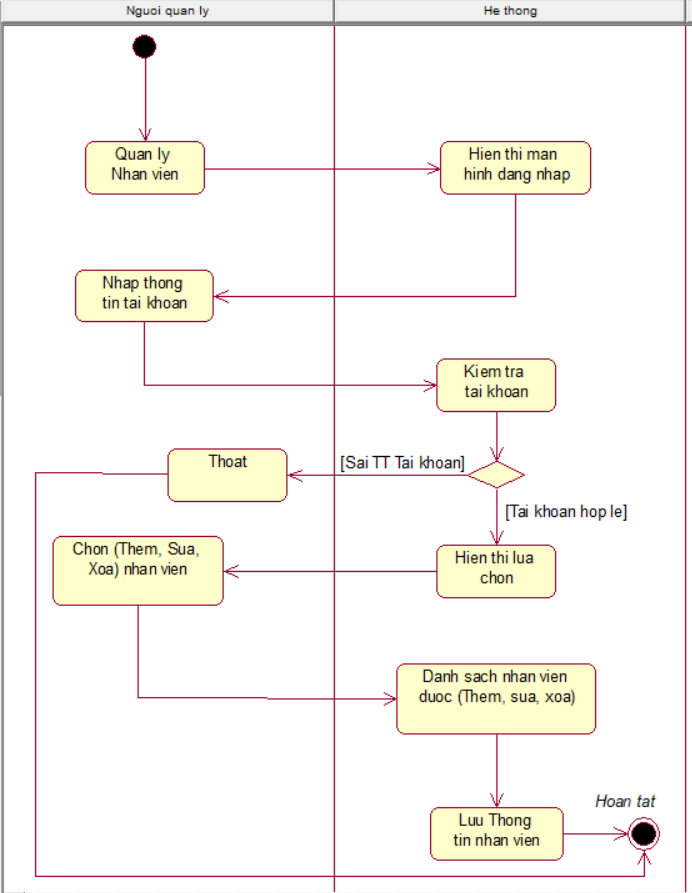 Nguoi quan ly
He thong
Quan ly
Nhan vien
Hien thi man
hinh dang nhap
Nhap thong
tin tai khoan
Kiem tra
tai khoan
Thoat
[Sai TT Tai khoan]
[Tai khoan hop le]
Chon (Them, Sua,
Xoa) nhan vien
Hien thi lua
chon
Danh sach nhan vien
duoc (Them, sua, xoa)
Hoan tat
Luu Thong
tin nhan vien